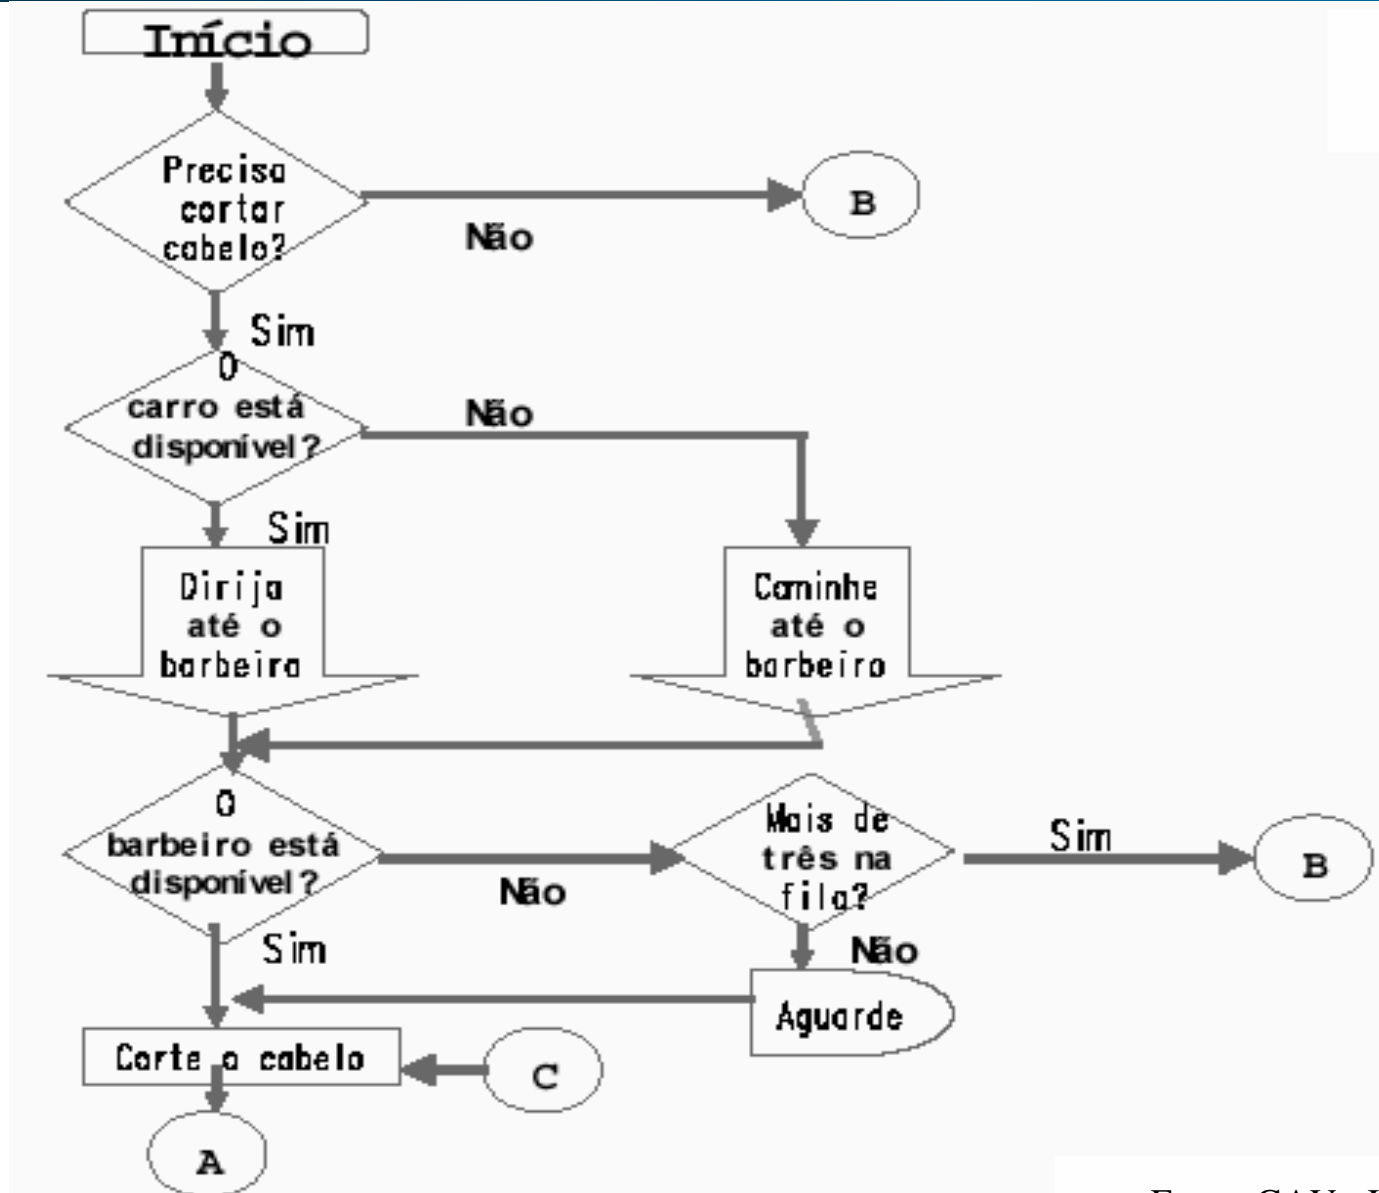 Início
Precisa
cortar
cabelo?
Não
B
Sim
O
carro está
disponível?
Não
Sim
Dirija
até o
barbeiro
Caminhe
até o
barbeiro
O
barbeiro está
disponível?
Não
Mais de
três na
fila?
Sim
B
Sim
Não
Aguarde
Corte o cabelo
C
A